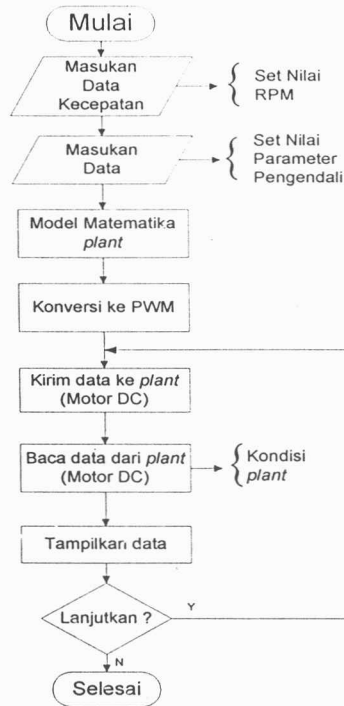 Mulai
Masukan
Data
Kecepatan
Set Nilai
RPM
Masukan
Data
Set Nilai
Parameter
Pengendali
Model Matematika
plant
Konversi ke PWM
Kirim data ke plant
(Motor DC)
Baca data dari plant
(Motor DC)
Kondisi
plant
Tampilkan data
Lanjutkan ?
Y
N
Selesai